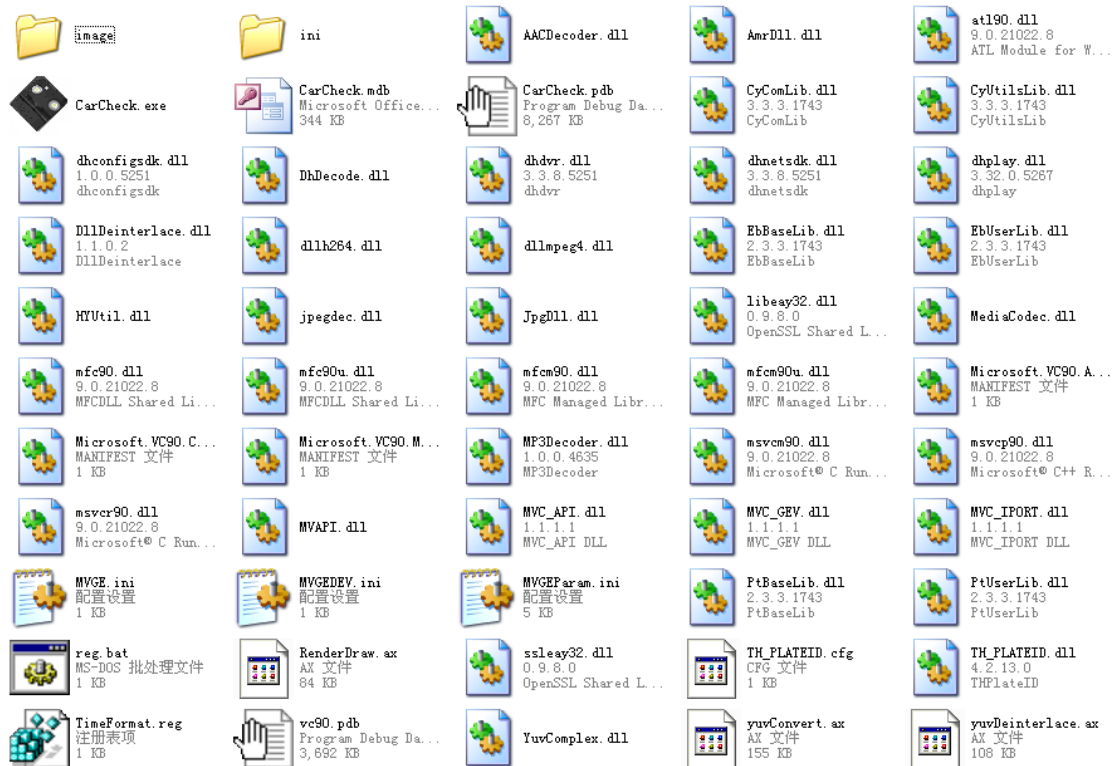 image
ini
AACDecoder.dll
AmrDll.dll
atl90.dll
9.0.21022.8
ATL Module for W...
CarCheck.exe
CarCheck.mdb
Microsoft Office...
344 KB
CarCheck.pdb
Program Debug Da...
8,267 KB
CyComLib.dll
3.3.3.1743
CyComLib
CyUtilsLib.dll
3.3.3.1743
CyUtilsLib
dhconfigsdk.dll
1.0.0.5251
dhconfigsdk
DhDecode.dll
dhdvr.dll
3.3.8.5251
dhdvr
dhnetsdk.dll
3.3.8.5251
dhnetsdk
dhplay.dll
3.32.0.5267
dhplay
DllDeinterlace.dll
1.1.0.2
DllDeinterlace
dllh264.dll
dllmpeg4.dll
EbBaseLib.dll
2.3.3.1743
EbBaseLib
EbUserLib.dll
2.3.3.1743
EbUserLib
HYUtil.dll
jpegdec.dll
JpgDll.dll
libeay32.dll
0.9.8.0
OpenSSL Shared L...
MediaCodec.dll
mfc90.dll
9.0.21022.8
MFCDLL Shared Li...
mfc90u.dll
9.0.21022.8
MFCDLL Shared Li...
mfcm90.dll
9.0.21022.8
MFC Managed Libr...
mfcm90u.dll
9.0.21022.8
MFC Managed Libr...
Microsoft.VC90.A...
MANIFEST 文件
1 KB
Microsoft.VC90.C...
MANIFEST 文件
1 KB
Microsoft.VC90.M...
MANIFEST 文件
1 KB
MP3Decoder.dll
1.0.0.4635
MP3Decoder
msvcm90.dll
9.0.21022.8
Microsoft® C Run...
msvcp90.dll
9.0.21022.8
Microsoft® C++ R...
msvcr90.dll
9.0.21022.8
Microsoft® C Run...
MVAPI.dll
MVC_API.dll
1.1.1.1
MVC_API DLL
MVC_GEV.dll
1.1.1.1
MVC_GEV DLL
MVC_IPORT.dll
1.1.1.1
MVC_IPORT DLL
MVGE.ini
配置设置
1 KB
MVGEDEV.ini
配置设置
1 KB
MVGEParam.ini
配置设置
5 KB
PtBaseLib.dll
2.3.3.1743
PtBaseLib
PtUserLib.dll
2.3.3.1743
PtUserLib
reg.bat
MS-DOS 批处理文件
1 KB
RenderDraw.ax
AX 文件
84 KB
ssleay32.dll
0.9.8.0
OpenSSL Shared L...
TH_PLATEID.cfg
CFG 文件
1 KB
TH_PLATEID.dll
4.2.13.0
THPlateID
TimeFormat.reg
注册表项
1 KB
vc90.pdb
Program Debug Da...
3,692 KB
YuvComplex.dll
yuvConvert.ax
AX 文件
155 KB
yuvDeinterlace.ax
AX 文件
108 KB